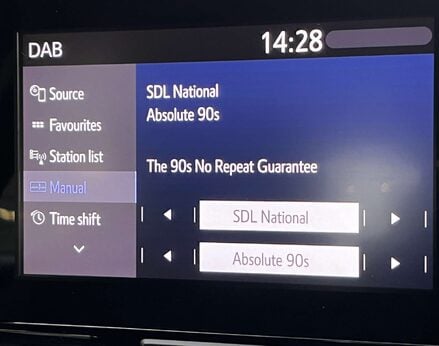 DAB
14:28
Source
Favourites
Station list
Manual
Time shift
SDL National
Absolute 90s
The 90s No Repeat Guarantee
SDL National
Absolute 90s